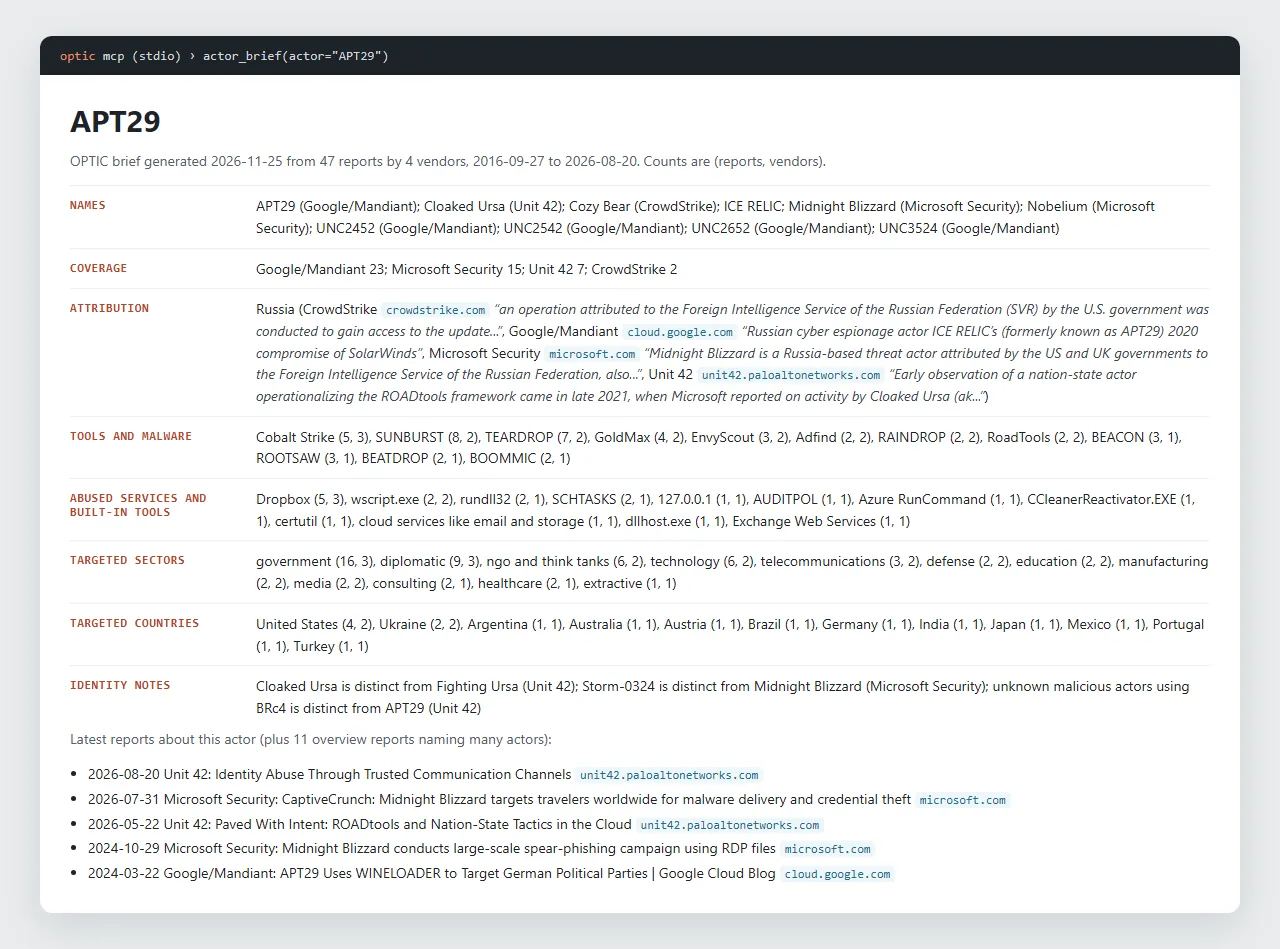 optic mcp (stdio) › actor_brief(actor="APT29")
APT29
OPTIC brief generated 2026-11-25 from 47 reports by 4 vendors, 2016-09-27 to 2026-08-20. Counts are (reports, vendors).
NAMES
APT29 (Google/Mandiant); Cloaked Ursa (Unit 42); Cozy Bear (CrowdStrike); ICE RELIC; Midnight Blizzard (Microsoft Security); Nobelium (Microsoft
Security); UNC2452 (Google/Mandiant); UNC2542 (Google/Mandiant); UNC2652 (Google/Mandiant); UNC3524 (Google/Mandiant)
COVERAGE
Google/Mandiant 23; Microsoft Security 15; Unit 42 7; CrowdStrike 2
ATTRIBUTION
Russia (CrowdStrike crowdstrike.com “an operation attributed to the Foreign Intelligence Service of the Russian Federation (SVR) by the U.S. government was
conducted to gain access to the update...”, Google/Mandiant cloud.google.com “Russian cyber espionage actor ICE RELIC’s (formerly known as APT29) 2020
compromise of SolarWinds”, Microsoft Security microsoft.com “Midnight Blizzard is a Russia-based threat actor attributed by the US and UK governments to
the Foreign Intelligence Service of the Russian Federation, also...”, Unit 42 unit42.paloaltonetworks.com “Early observation of a nation-state actor
operationalizing the ROADtools framework came in late 2021, when Microsoft reported on activity by Cloaked Ursa (ak...”)
TOOLS AND MALWARE
Cobalt Strike (5, 3), SUNBURST (8, 2), TEARDROP (7, 2), GoldMax (4, 2), EnvyScout (3, 2), Adfind (2, 2), RAINDROP (2, 2), RoadTools (2, 2), BEACON (3, 1),
ROOTSAW (3, 1), BEATDROP (2, 1), BOOMMIC (2, 1)
ABUSED SERVICES AND
BUILT-IN TOOLS
Dropbox (5, 3), wscript.exe (2, 2), rundll32 (2, 1), SCHTASKS (2, 1), 127.0.0.1 (1, 1), AUDITPOL (1, 1), Azure RunCommand (1, 1), CCleanerReactivator.EXE (1,
1), certutil (1, 1), cloud services like email and storage (1, 1), dllhost.exe (1, 1), Exchange Web Services (1, 1)
TARGETED SECTORS
government (16, 3), diplomatic (9, 3), ngo and think tanks (6, 2), technology (6, 2), telecommunications (3, 2), defense (2, 2), education (2, 2), manufacturing
(2, 2), media (2, 2), consulting (2, 1), healthcare (2, 1), extractive (1, 1)
TARGETED COUNTRIES
United States (4, 2), Ukraine (2, 2), Argentina (1, 1), Australia (1, 1), Austria (1, 1), Brazil (1, 1), Germany (1, 1), India (1, 1), Japan (1, 1), Mexico (1, 1), Portugal
(1, 1), Turkey (1, 1)
IDENTITY NOTES
Cloaked Ursa is distinct from Fighting Ursa (Unit 42); Storm-0324 is distinct from Midnight Blizzard (Microsoft Security); unknown malicious actors using
BRc4 is distinct from APT29 (Unit 42)
Latest reports about this actor (plus 11 overview reports naming many actors):
• 2026-08-20 Unit 42: Identity Abuse Through Trusted Communication Channels unit42.paloaltonetworks.com
• 2026-07-31 Microsoft Security: CaptiveCrunch: Midnight Blizzard targets travelers worldwide for malware delivery and credential theft microsoft.com
• 2026-05-22 Unit 42: Paved With Intent: ROADtools and Nation-State Tactics in the Cloud unit42.paloaltonetworks.com
• 2024-10-29 Microsoft Security: Midnight Blizzard conducts large-scale spear-phishing campaign using RDP files microsoft.com
• 2024-03-22 Google/Mandiant: APT29 Uses WINELOADER to Target German Political Parties | Google Cloud Blog cloud.google.com